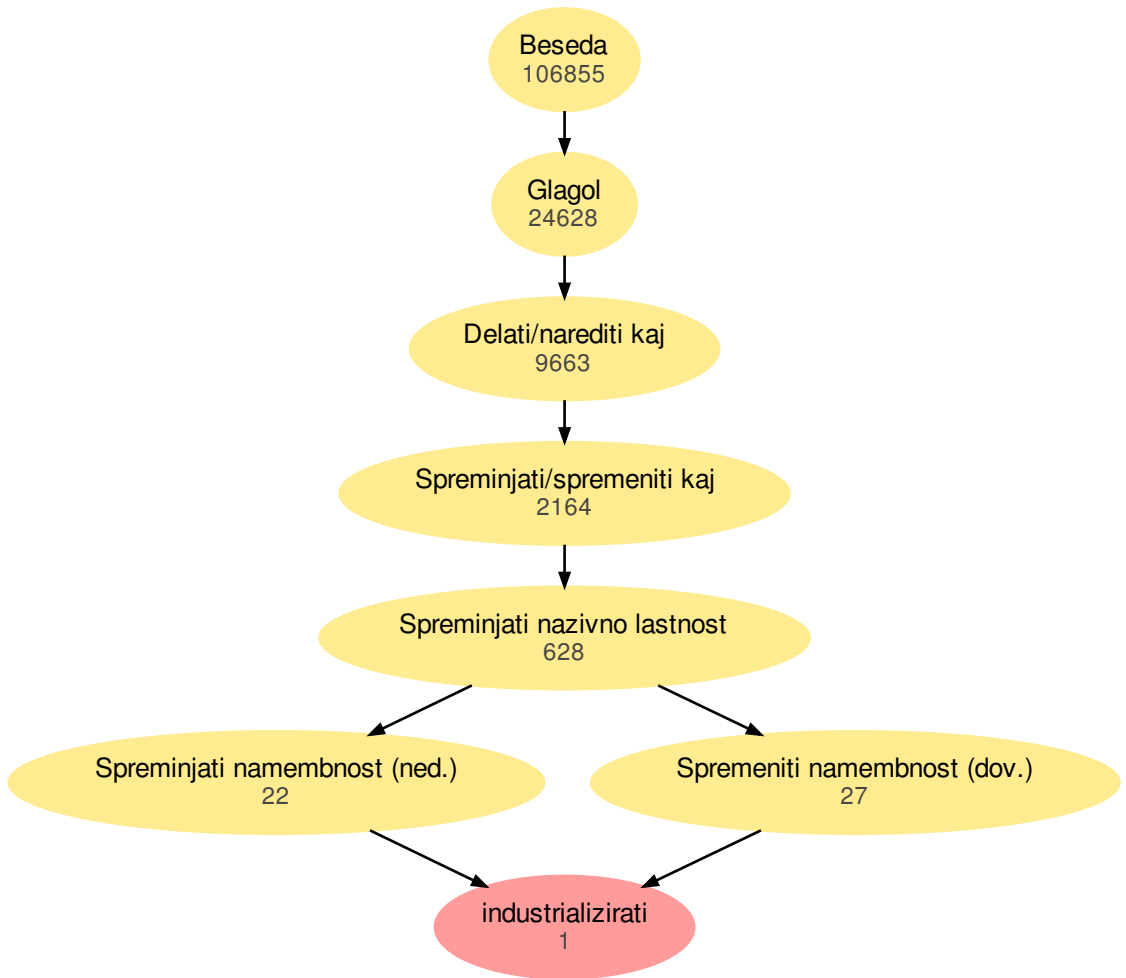 Beseda
106855
Glagol
24628
Delati/narediti kaj
9663
Spreminjati/spremeniti kaj
2164
Spreminjati nazivno lastnost
628
Spreminjati namembnost (ned.)
22
Spremeniti namembnost (dov.)
27
industrializirati
1